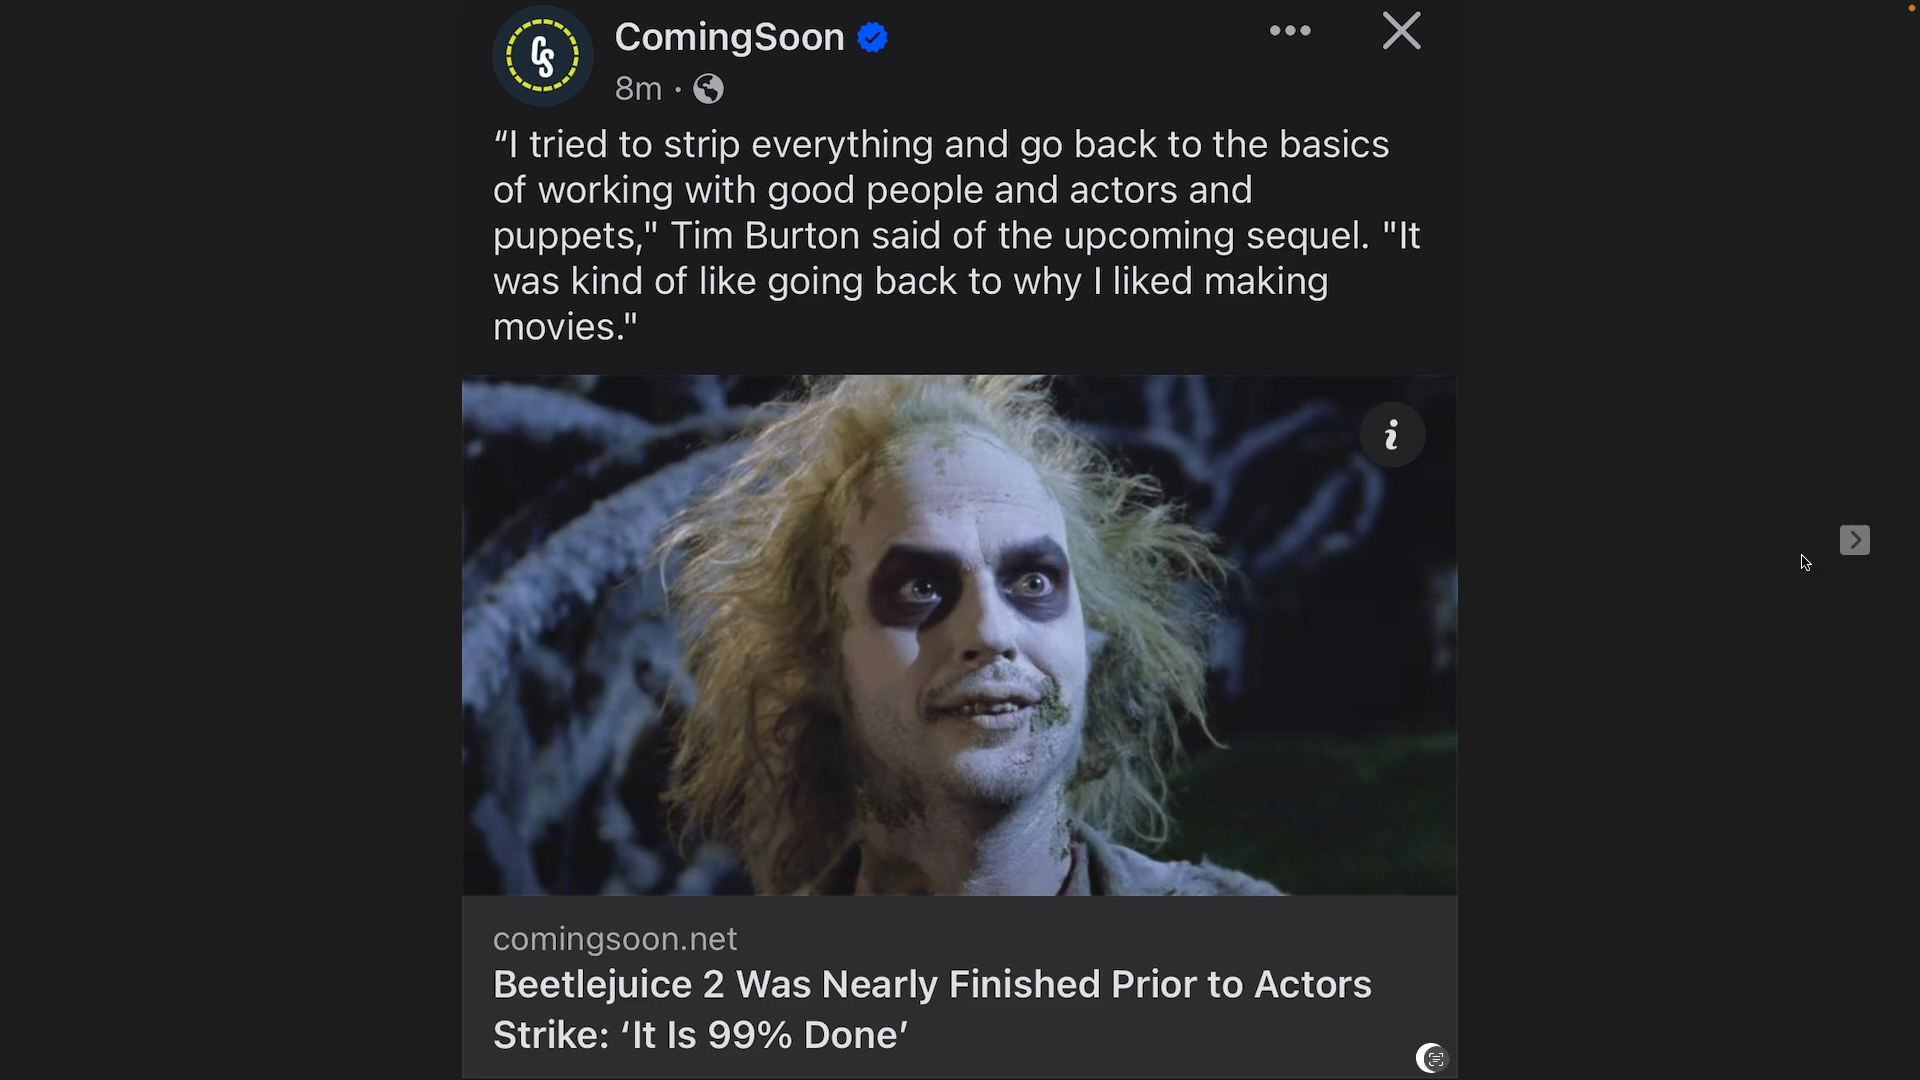 CS
ComingSoon
8m ·
“I tried to strip everything and go back to the basics
of working with good people and actors and
puppets," Tim Burton said of the upcoming sequel. "It
was kind of like going back to why I liked making
movies."
i
comingsoon.net
Beetlejuice 2 Was Nearly Finished Prior to Actors
Strike: ‘It Is 99% Done’